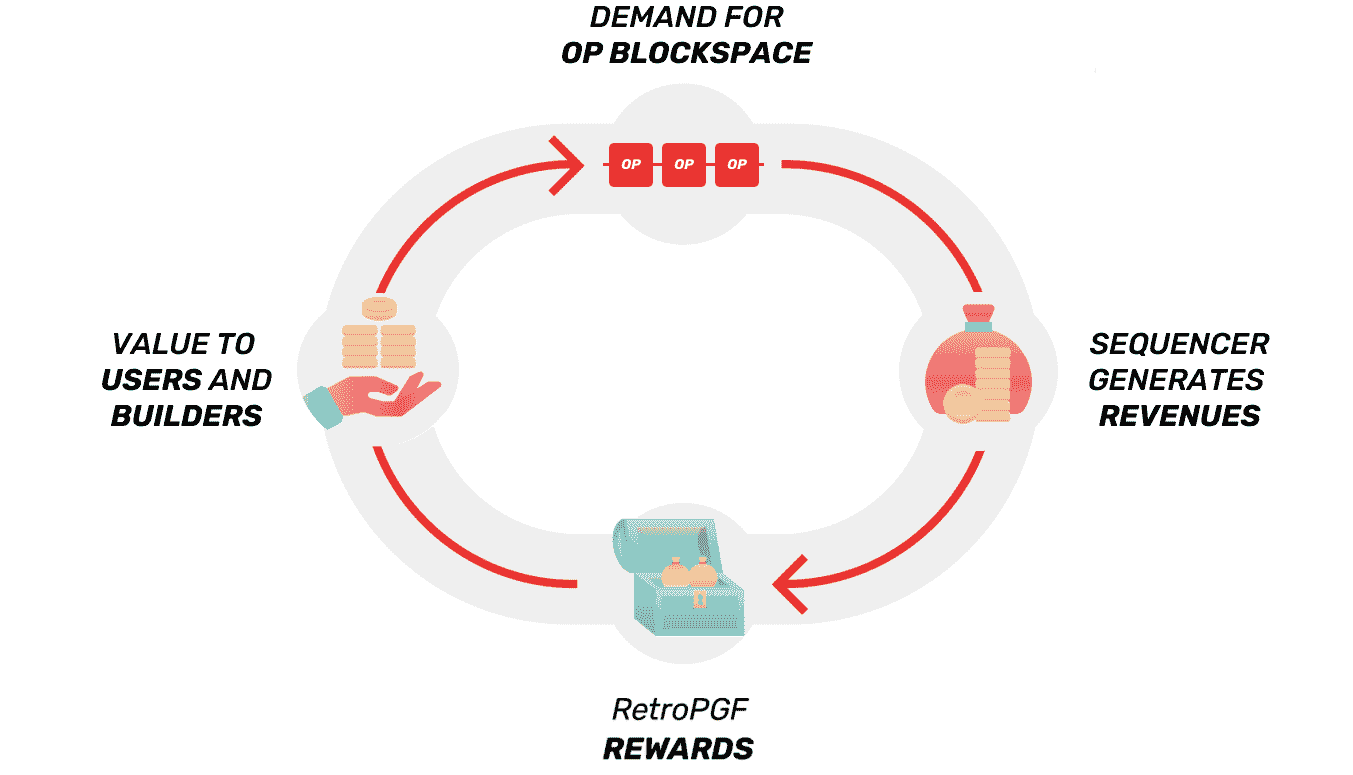 DEMAND FOR
OP BLOCKSPACE
OP OP OP
VALUE TO
USERS AND
BUILDERS
SEQUENCER
GENERATES
REVENUES
RetroPGF
REWARDS